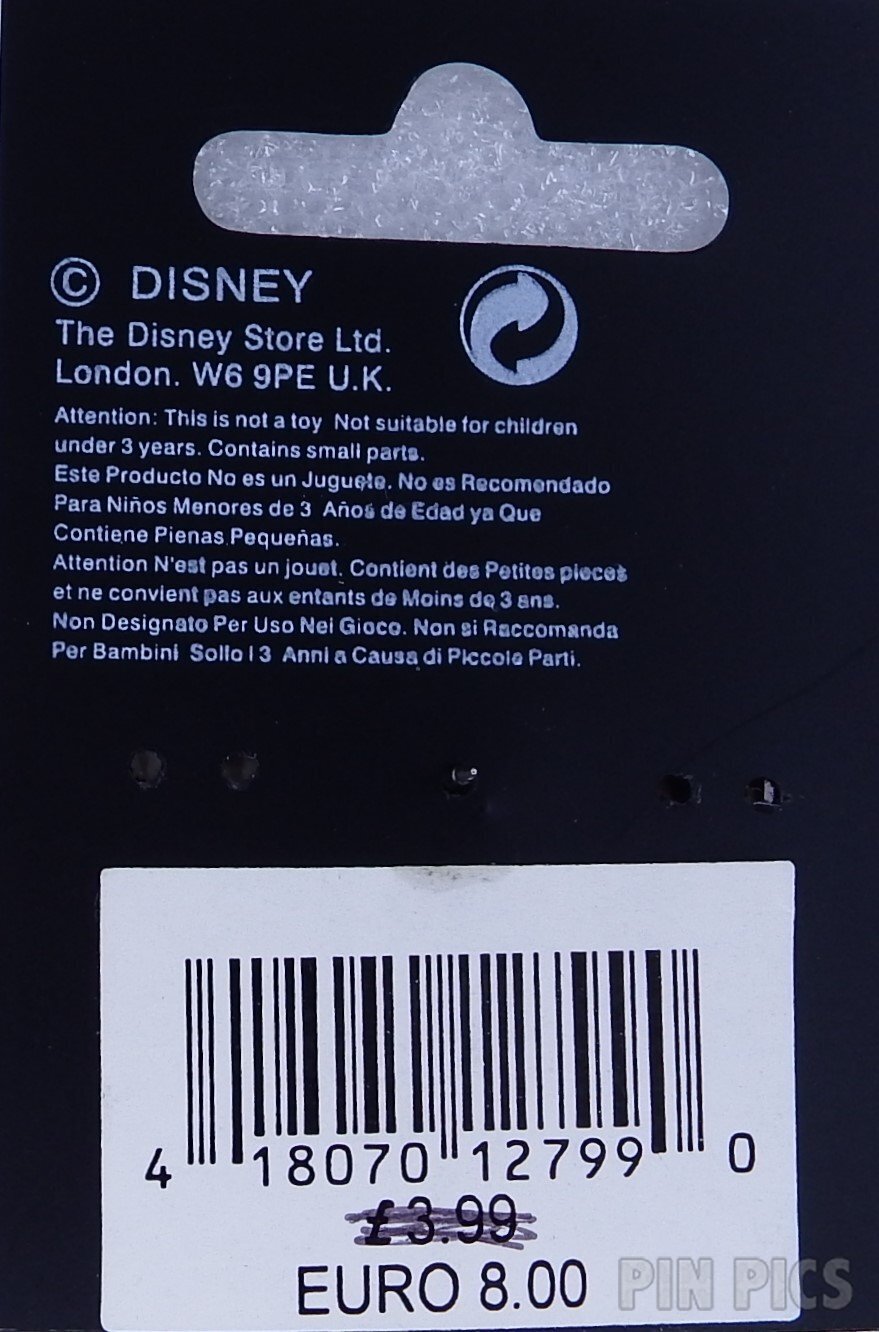 © DISNEY
The Disney Store Ltd.
London. W6 9PE U.K.
Attention: This is not a toy Not suitable for children
under 3 years. Contains small parts.
Este Producto No es un Juguete. No es Recomendado
Para Niños Menores de 3 Años de Edad ya Que
Contiene Pienas Pequeñas.
Attention N'est pas un jouet. Contient des Petites pieces
et ne convient pas aux entants de Moins de 3 ans.
Non Designato Per Uso Nei Gioco. Non si Raccomanda
Per Bambini Sollo I 3 Anni a Causa di Piccole Parti.
4 18070 12799 0
£3.99
EURO 8.00
PIN PICS